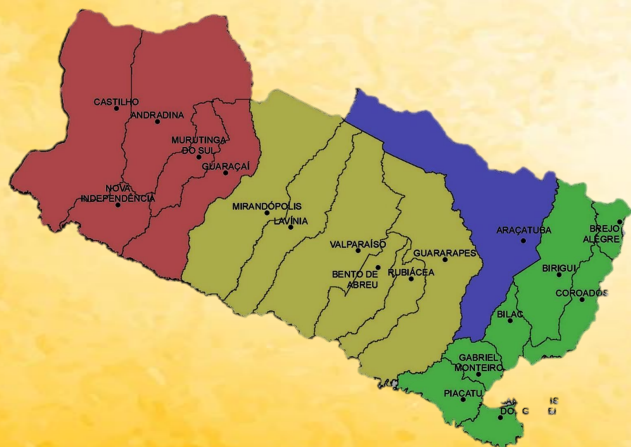 CASTILHO
ANDRADINA
MURUTINGA
DO SUL
GUARAÇAÍ
NOVA
INDEPENDÊNCIA
MIRANDÓPOLIS
LAVÍNIA
VALPARAÍSO
BENTO DE
ABREU
RUBIÁCEA
GUARARAPES
ARAÇATUBA
BREJO
ALEGRE
BIRIGUI
COROADOS
BILAC
GABRIEL
MONTEIRO
PIACATU